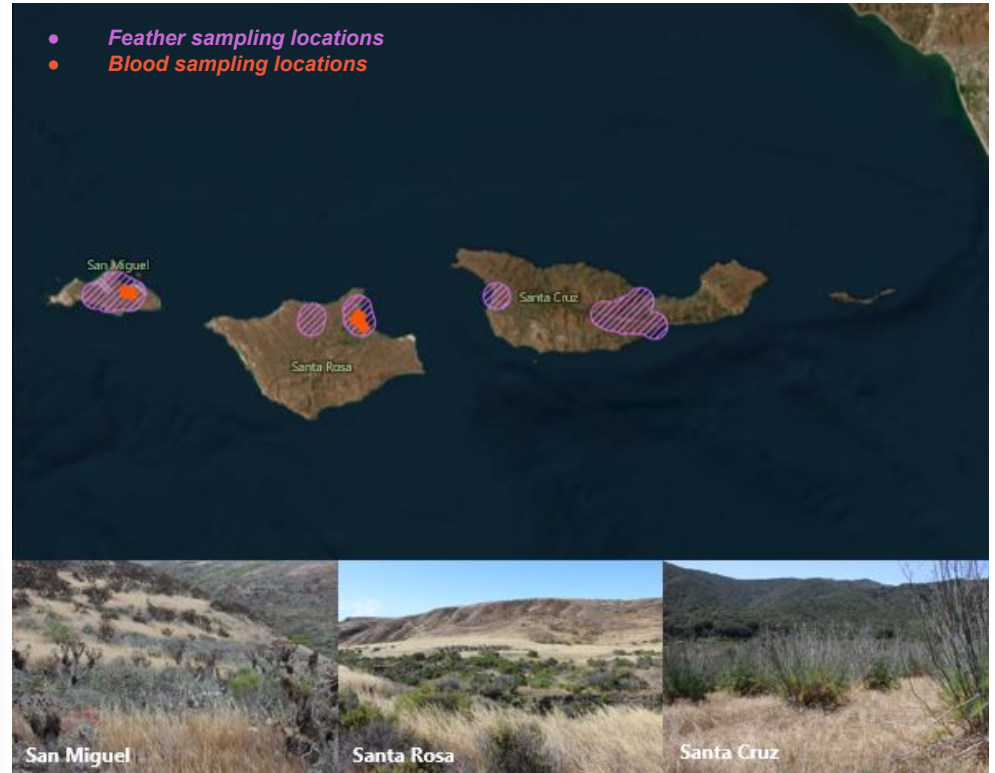 Feather sampling locations
Blood sampling locations
San Miguel
Santa Cruz
Santa Rosa
San Miguel
Santa Rosa
Santa Cruz